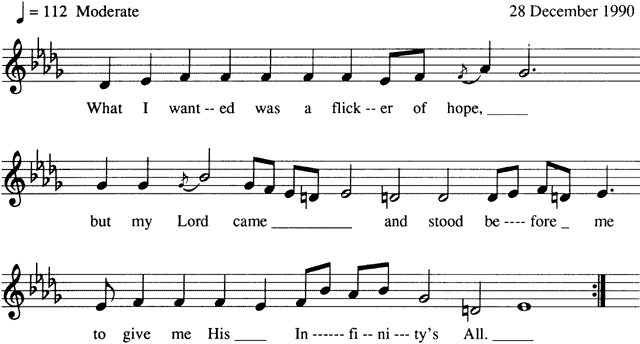 ♩ = 112 Moderate 28 December 1990
What I want -- ed was a flick -- er of hope, _____
but my Lord came __________ and stood be ---- fore _ me
to give me His ____ In ------ fi -- ni -- ty's All. _____